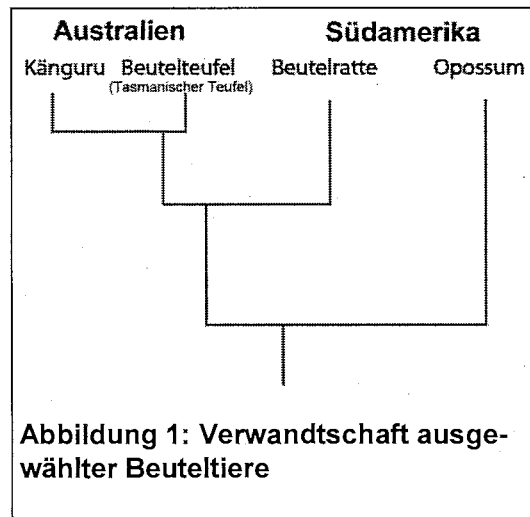 Australien Südamerika
Känguru Beutelteufel Beutelratte Opossum
(Tasmanischer Teufel)
Abbildung 1: Verwandtschaft ausge-
wählter Beuteltiere